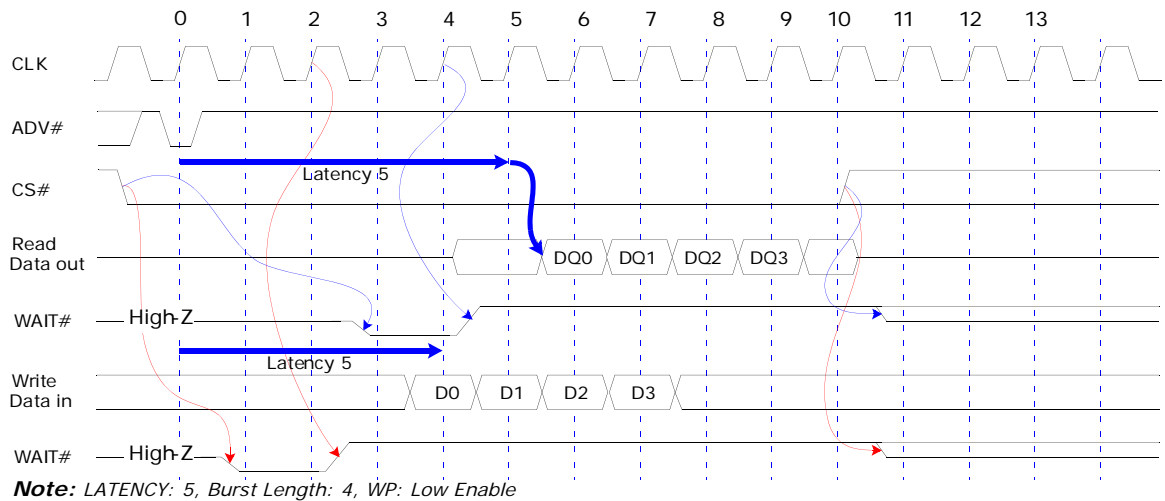 0 1 2 3 4 5 6 7 8 9 10 11 12 13
CLK
ADV#
Latency 5
CS#
Read
Data out
DQ0 DQ1 DQ2 DQ3
WAIT#
High-Z
Latency 5
Write
Data in
D0 D1 D2 D3
WAIT#
High-Z
Note: LATENCY: 5, Burst Length: 4, WP: Low Enable